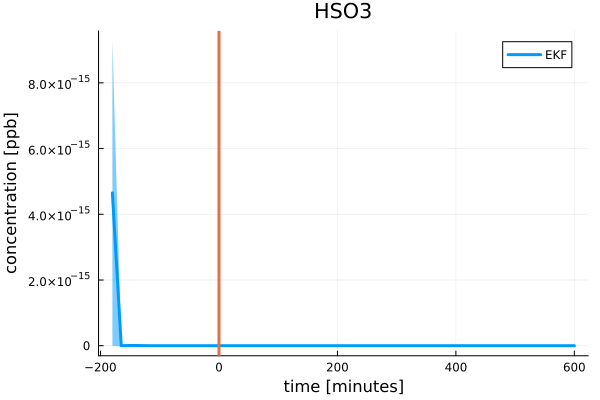 HSO3
EKF
concentration [ppb]
8.0×10⁻¹⁵
6.0×10⁻¹⁵
4.0×10⁻¹⁵
2.0×10⁻¹⁵
0
−200 0 200 400 600
time [minutes]